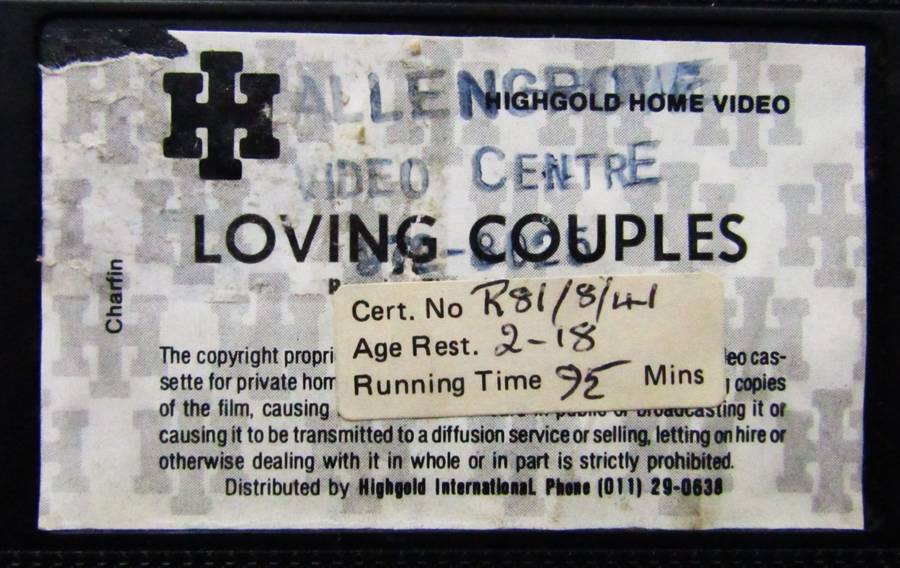 ALLENGROVE
HIGHGOLD HOME VIDEO
VIDEO CENTRE
LOVING COUPLES
Charfin
Cert. No R81/8/41
Age Rest. 2-18
Running Time 95 Mins
The copyright propri eo cas-
sette for private hom copies
of the film, causing broadcasting it or
causing it to be transmitted to a diffusion service or selling, letting on hire or
otherwise dealing with it in whole or in part is strictly prohibited.
Distributed by Highgold International. Phone (011) 29-0638